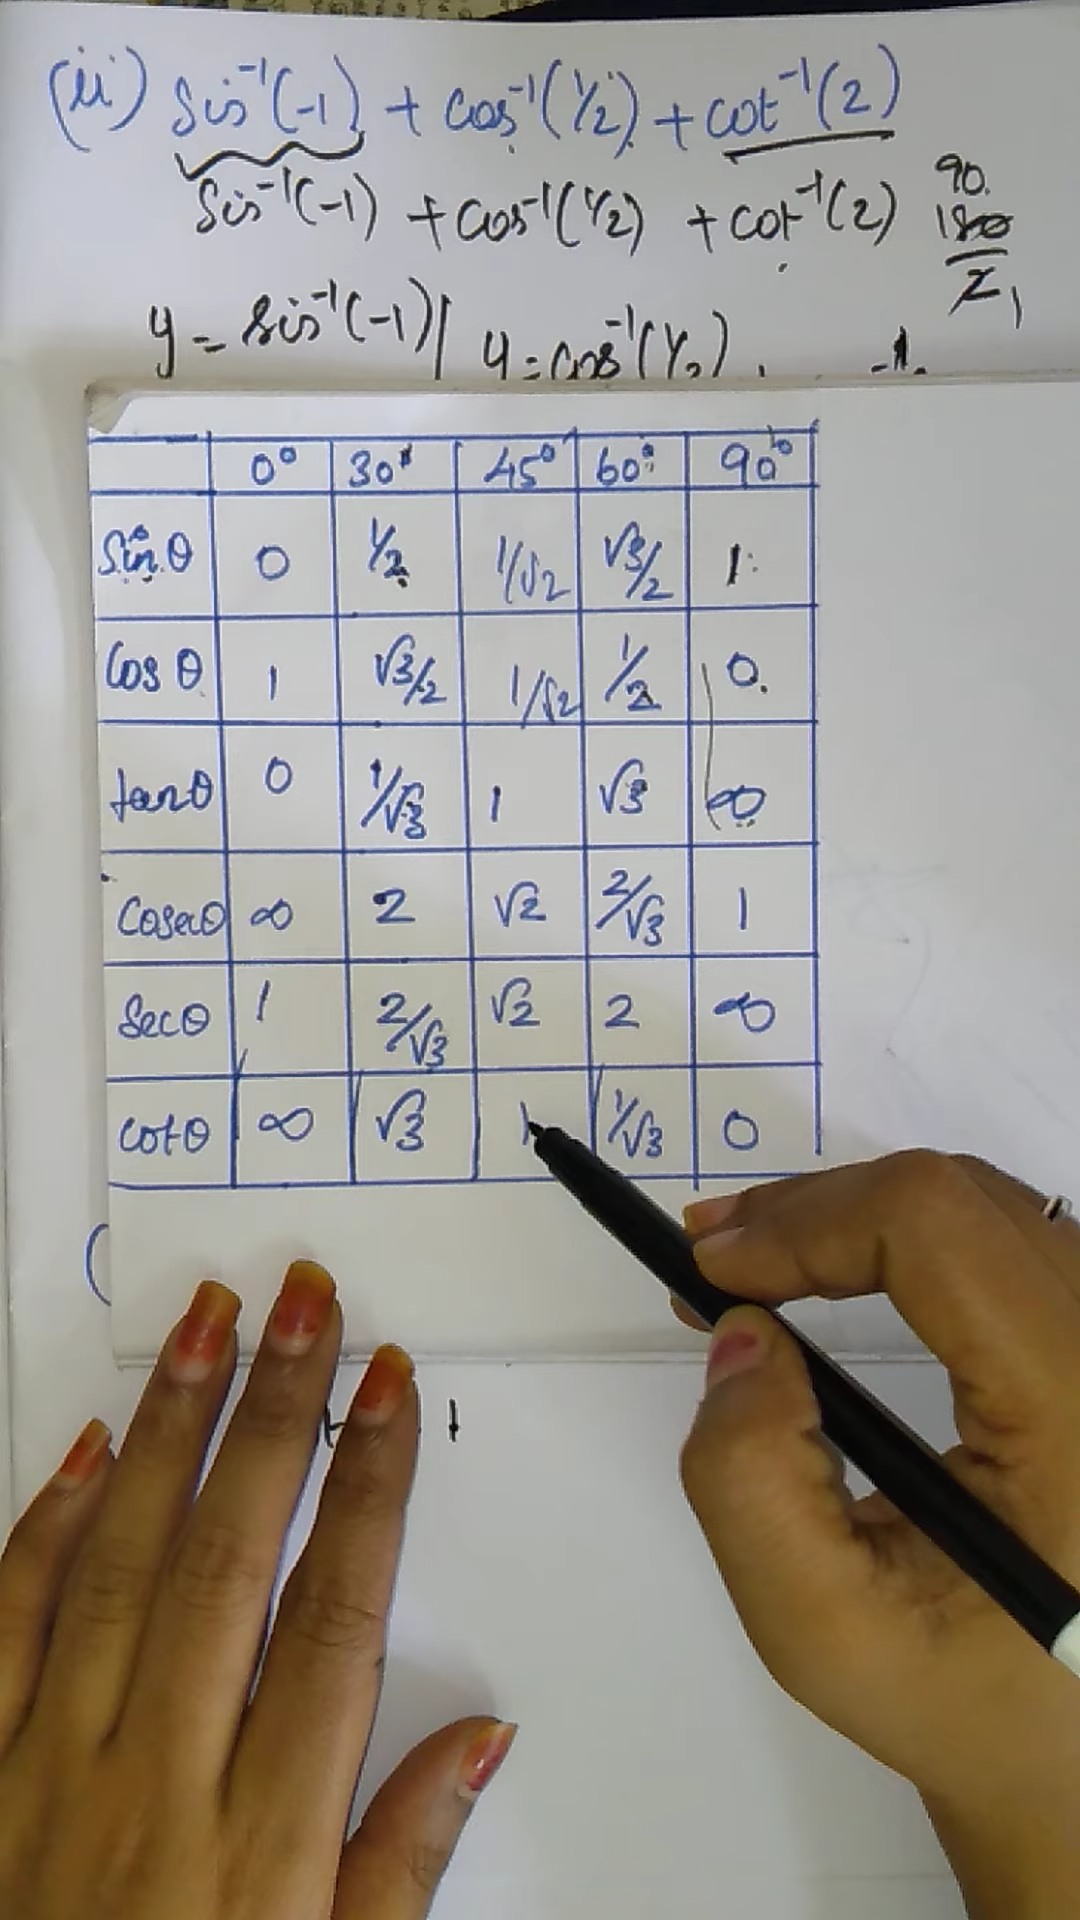 (ii) Sin⁻¹(-1) + Cos⁻¹(1/2) + cot⁻¹(2)
Sin⁻¹(-1) + Cos⁻¹(1/2) + cot⁻¹(2)
90.
180
2
y = Sin⁻¹(-1) | y = Cos⁻¹(1/2)
0° 30° 45° 60° 90°
Sin θ 0 1/2 1/√2 √3/2 1
Cos θ 1 √3/2 1/√2 1/2 0
tan θ 0 1/√3 1 √3 ∞
Cosec θ ∞ 2 √2 2/√3 1
Sec θ 1 2/√3 √2 2 ∞
cot θ ∞ √3 1 1/√3 0